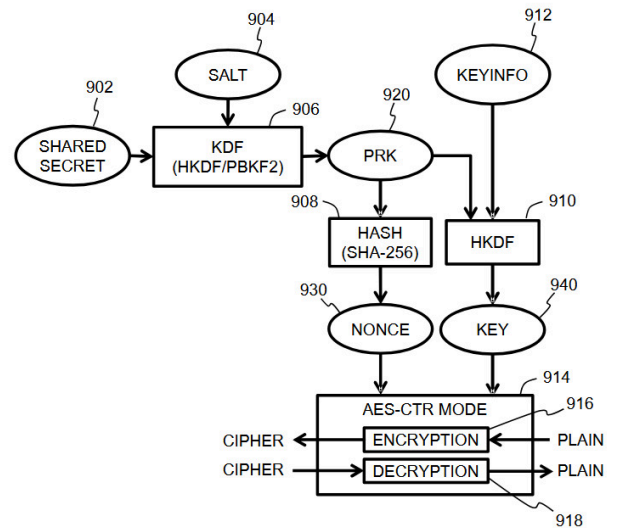 904
912
SALT
KEYINFO
902
906
920
SHARED
SECRET
KDF
(HKDF/PBKF2)
PRK
908
910
HASH
(SHA-256)
HKDF
930
940
NONCE
KEY
914
AES-CTR MODE
916
CIPHER
ENCRYPTION
PLAIN
CIPHER
DECRYPTION
PLAIN
918